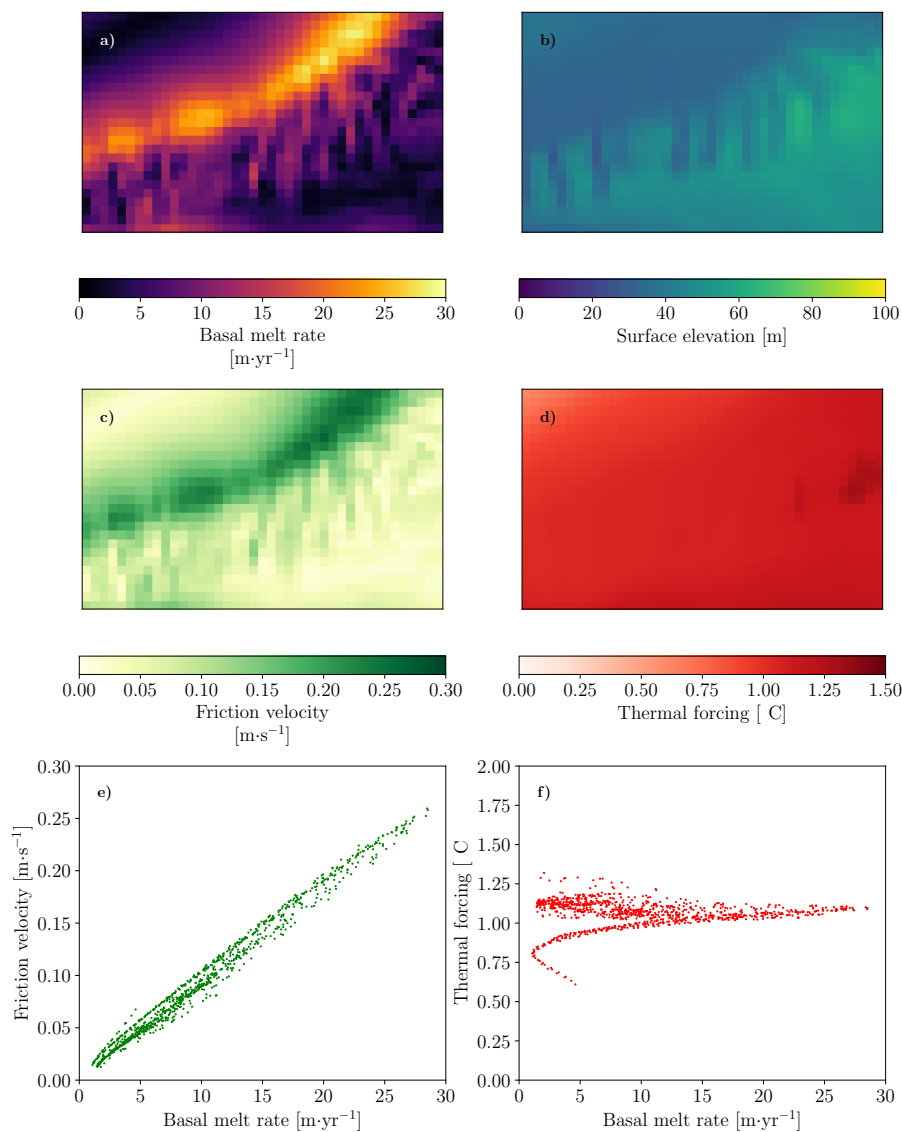 a)
b)
0 5 10 15 20 25 30
Basal melt rate
[m·yr⁻¹]
0 20 40 60 80 100
Surface elevation [m]
c)
d)
0.00 0.05 0.10 0.15 0.20 0.25 0.30
Friction velocity
[m·s⁻¹]
0.00 0.25 0.50 0.75 1.00 1.25 1.50
Thermal forcing [ C]
e)
0.30
0.25
0.20
0.15
0.10
0.05
0.00
Friction velocity [m·s⁻¹]
0 5 10 15 20 25 30
Basal melt rate [m·yr⁻¹]
f)
2.00
1.75
1.50
1.25
1.00
0.75
0.50
0.25
0.00
Thermal forcing [ C
0 5 10 15 20 25 30
Basal melt rate [m·yr⁻¹]